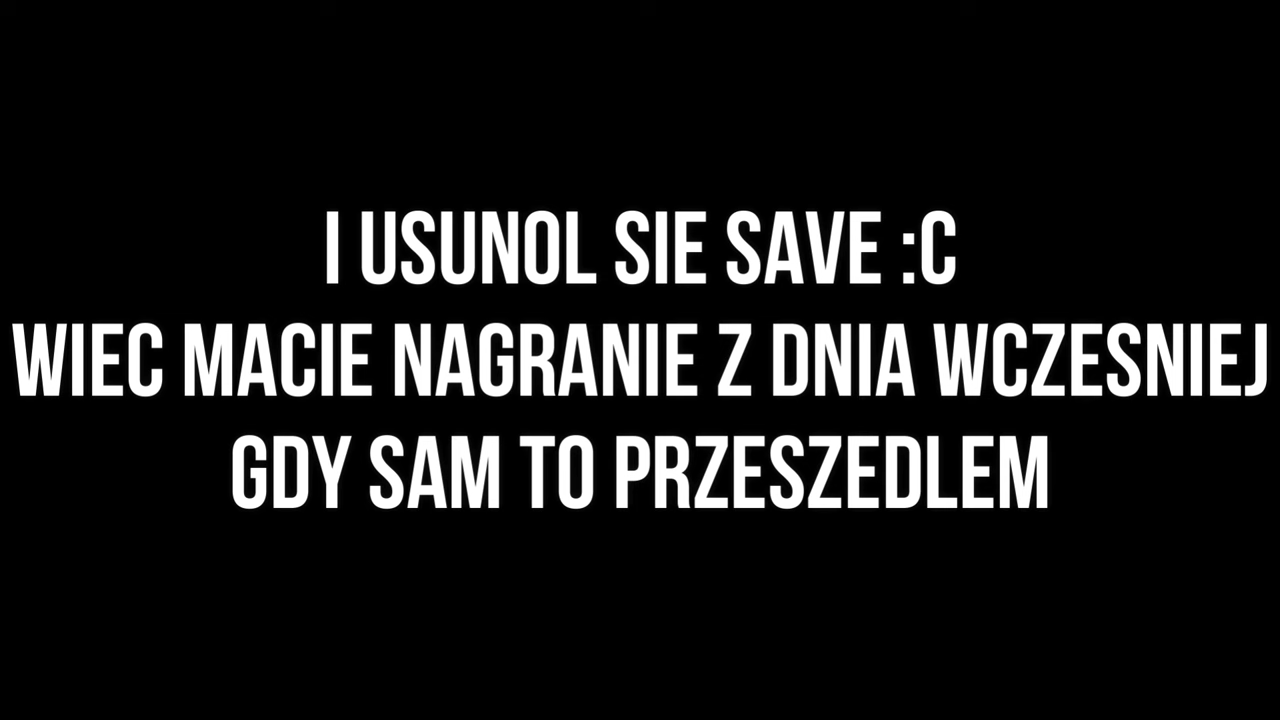 I USUNOL SIE SAVE :C
WIEC MACIE NAGRANIE Z DNIA WCZESNIEJ
GDY SAM TO PRZESZEDLEM